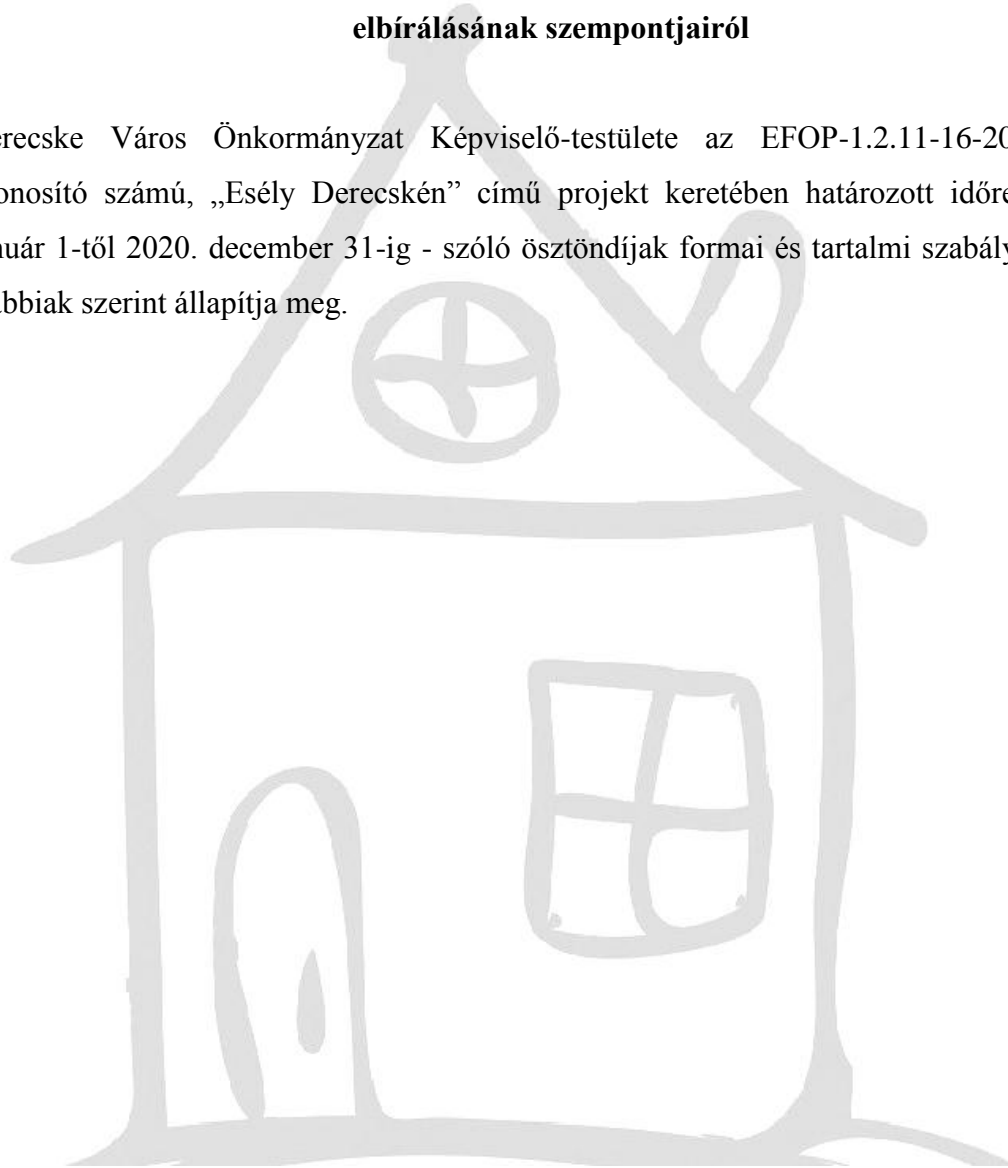 elbírálásának szempontjairól
erecske Város Önkormányzat Képviselő-testülete az EFOP-1.2.11-16-20
onosító számú, „Esély Derecskén” című projekt keretében határozott időre
nuár 1-től 2020. december 31-ig - szóló ösztöndíjak formai és tartalmi szabály
bbiak szerint állapítja meg.